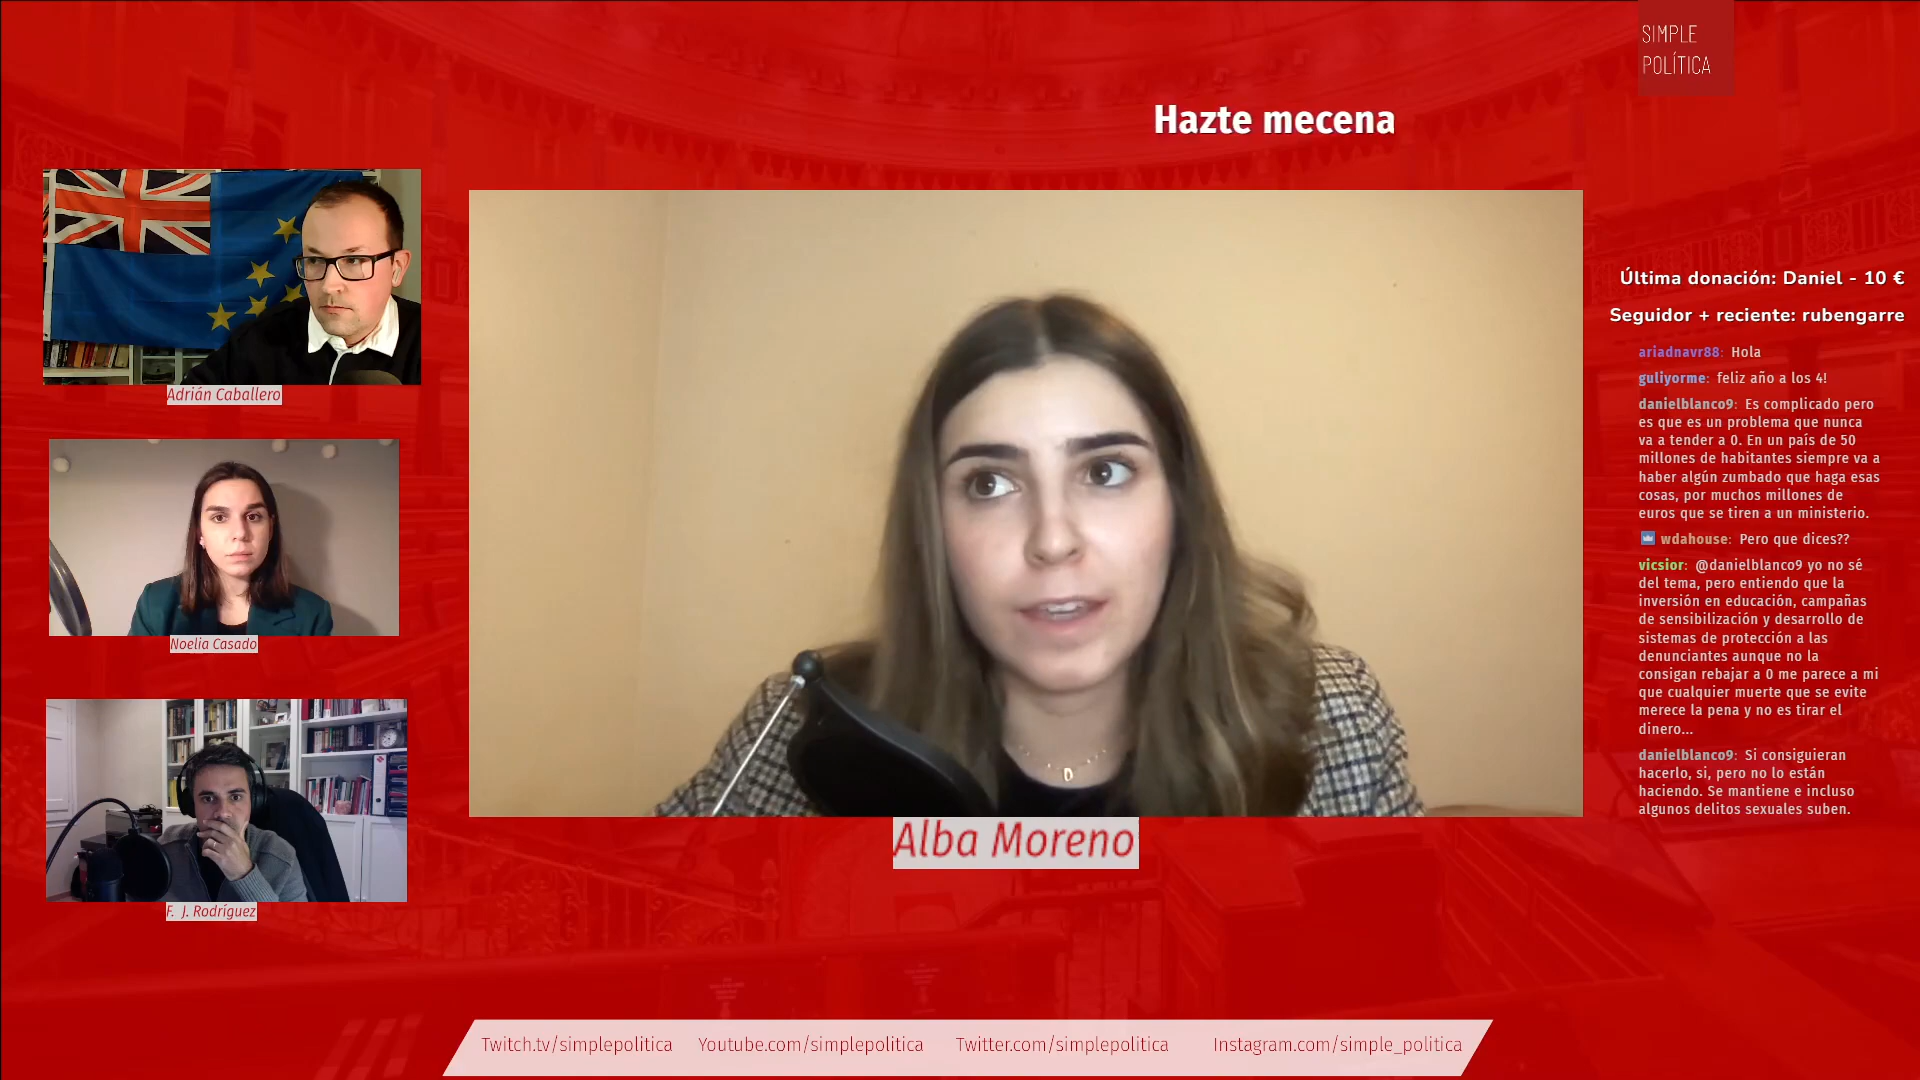 SIMPLE
POLÍTICA
Hazte mecena
Adrián Caballero
Noelia Casado
F. J. Rodríguez
Alba Moreno
Última donación: Daniel - 10 €
Seguidor + reciente: rubengarre
ariadnavr88: Hola
guliyorme: feliz año a los 4!
danielblanco9: Es complicado pero
es que es un problema que nunca
va a tender a 0. En un país de 50
millones de habitantes siempre va a
haber algún zumbado que haga esas
cosas, por muchos millones de
euros que se tiren a un ministerio.
wdahouse: Pero que dices??
vicsior: @danielblanco9 yo no sé
del tema, pero entiendo que la
inversión en educación, campañas
de sensibilización y desarrollo de
sistemas de protección a las
denunciantes aunque no la
consigan rebajar a 0 me parece a mi
que cualquier muerte que se evite
merece la pena y no es tirar el
dinero...
danielblanco9: Si consiguieran
hacerlo, si, pero no lo están
haciendo. Se mantiene e incluso
algunos delitos sexuales suben.
Twitch.tv/simplepolitica Youtube.com/simplepolitica Twitter.com/simplepolitica Instagram.com/simple_politica